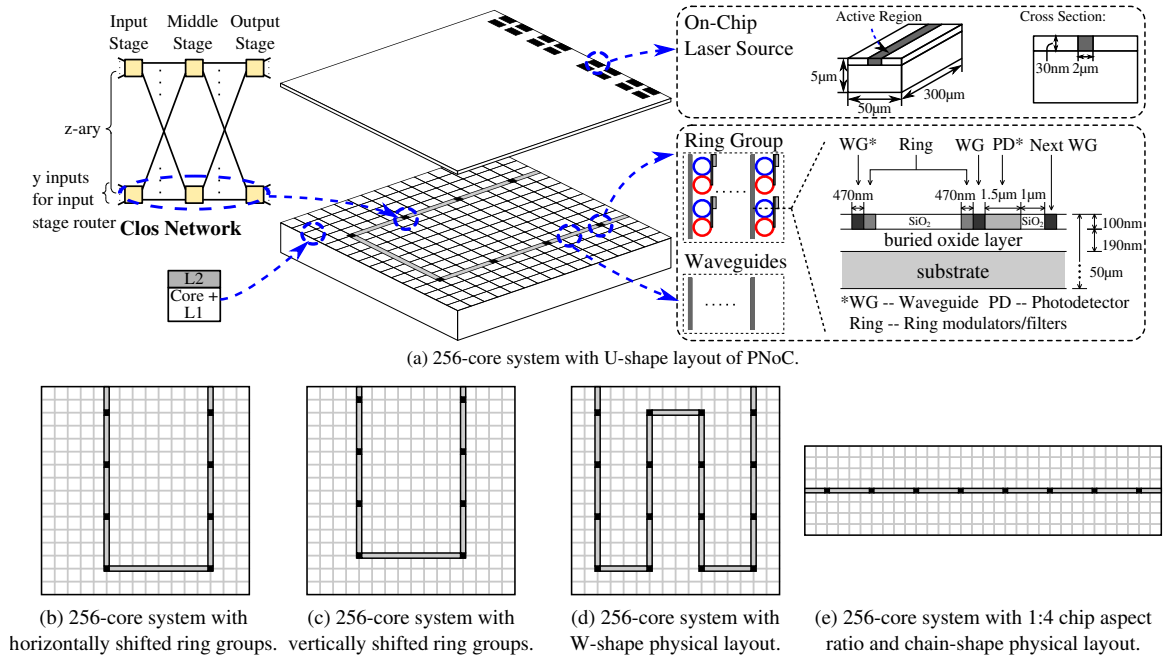 Input Stage
Middle Stage
Output Stage
z-ary
y inputs
for input
stage router
Clos Network
L2
Core +
L1
On-Chip
Laser Source
Active Region
5μm
50μm
300μm
Cross Section:
30nm
2μm
Ring Group
Waveguides
WG*
Ring
WG
PD*
Next WG
470nm
470nm
1.5μm
1μm
SiO2
SiO2
100nm
buried oxide layer
190nm
substrate
50μm
*WG -- Waveguide PD -- Photodetector
Ring -- Ring modulators/filters
(a) 256-core system with U-shape layout of PNoC.
(b) 256-core system with
horizontally shifted ring groups.
(c) 256-core system with
vertically shifted ring groups.
(d) 256-core system with
W-shape physical layout.
(e) 256-core system with 1:4 chip aspect
ratio and chain-shape physical layout.